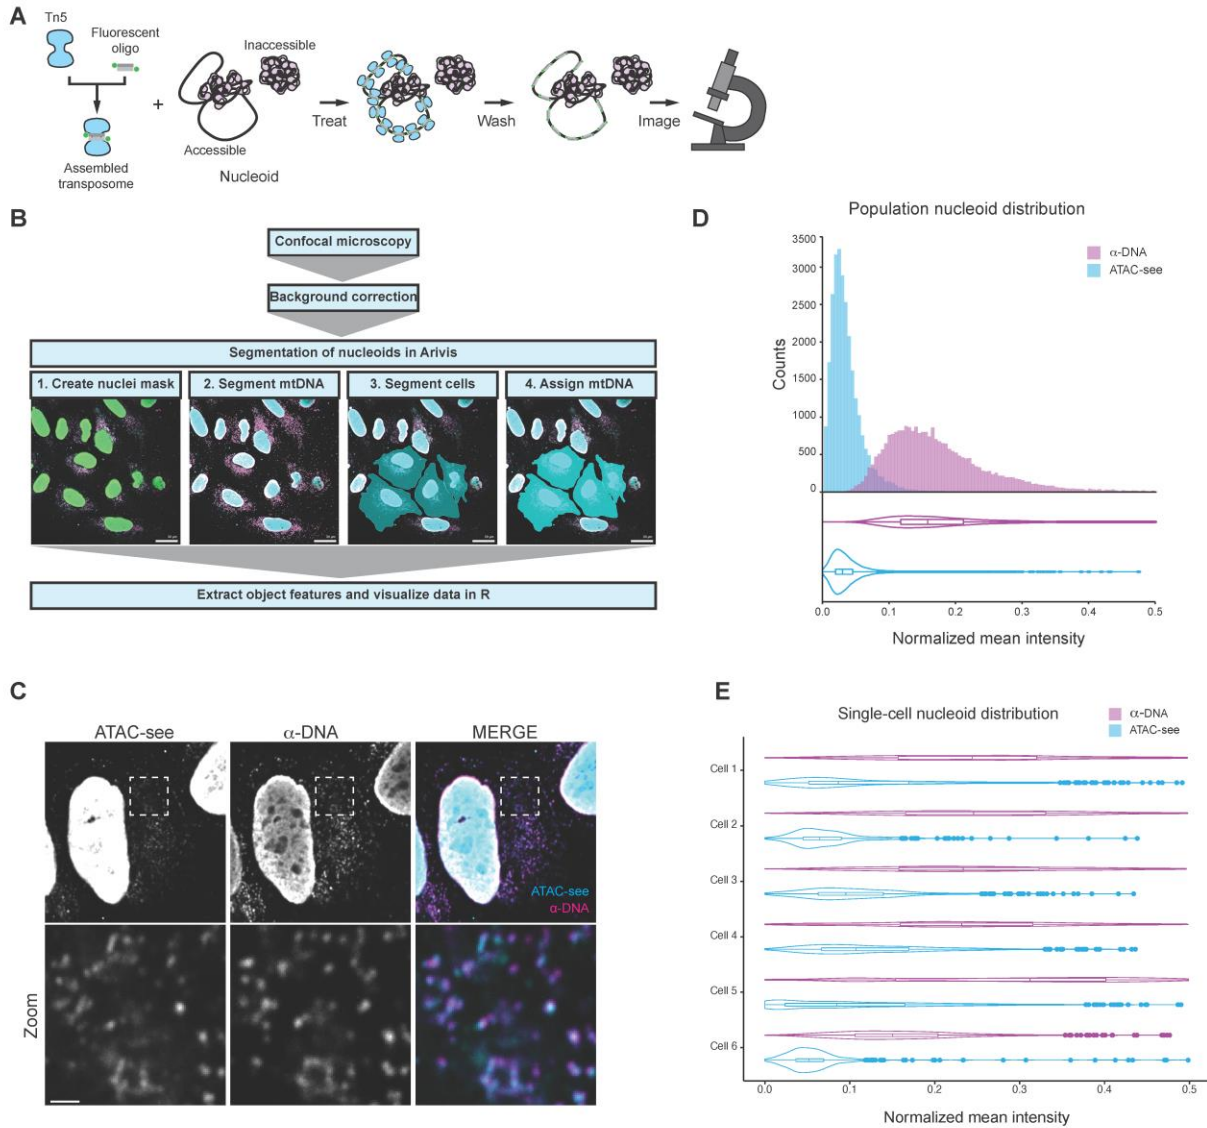 A
Tn5
Fluorescent
oligo
Inaccessible
+
Treat
Wash
Image
Accessible
Assembled
transposome
Nucleoid
B
Confocal microscopy
Background correction
Segmentation of nucleoids in Arivis
1. Create nuclei mask
2. Segment mtDNA
3. Segment cells
4. Assign mtDNA
Extract object features and visualize data in R
C
ATAC-see
α-DNA
MERGE
ATAC-see
α-DNA
Zoom
D
Population nucleoid distribution
α-DNA
ATAC-see
Counts
3500
3000
2500
2000
1500
1000
500
0
0.0 0.1 0.2 0.3 0.4 0.5
Normalized mean intensity
E
Single-cell nucleoid distribution
α-DNA
ATAC-see
Cell 1
Cell 2
Cell 3
Cell 4
Cell 5
Cell 6
0.0 0.1 0.2 0.3 0.4 0.5
Normalized mean intensity